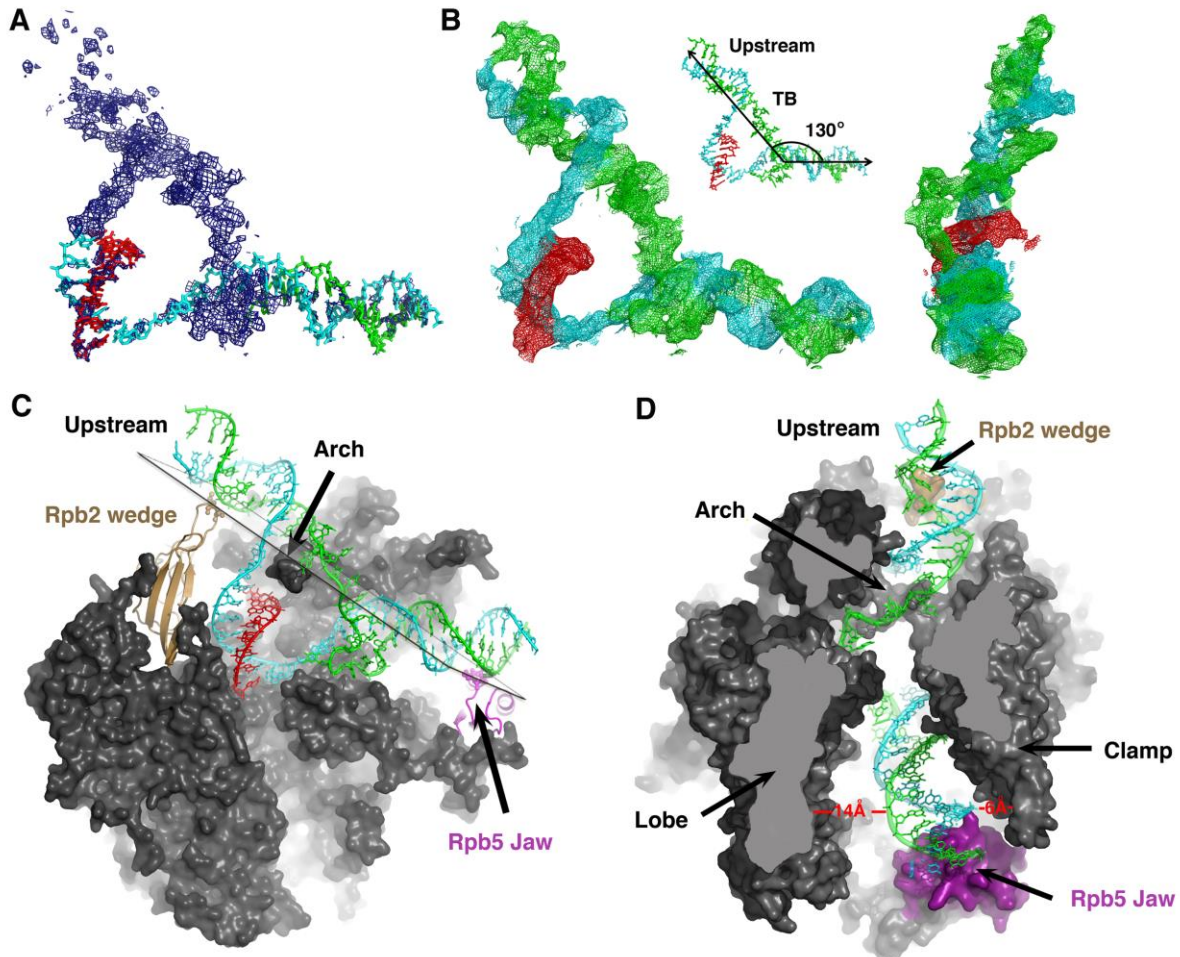 A
B
Upstream
TB
130°
C
Upstream
Arch
Rpb2 wedge
Rpb5 Jaw
D
Upstream
Rpb2 wedge
Arch
Clamp
Lobe
14Å
6Å
Rpb5 Jaw